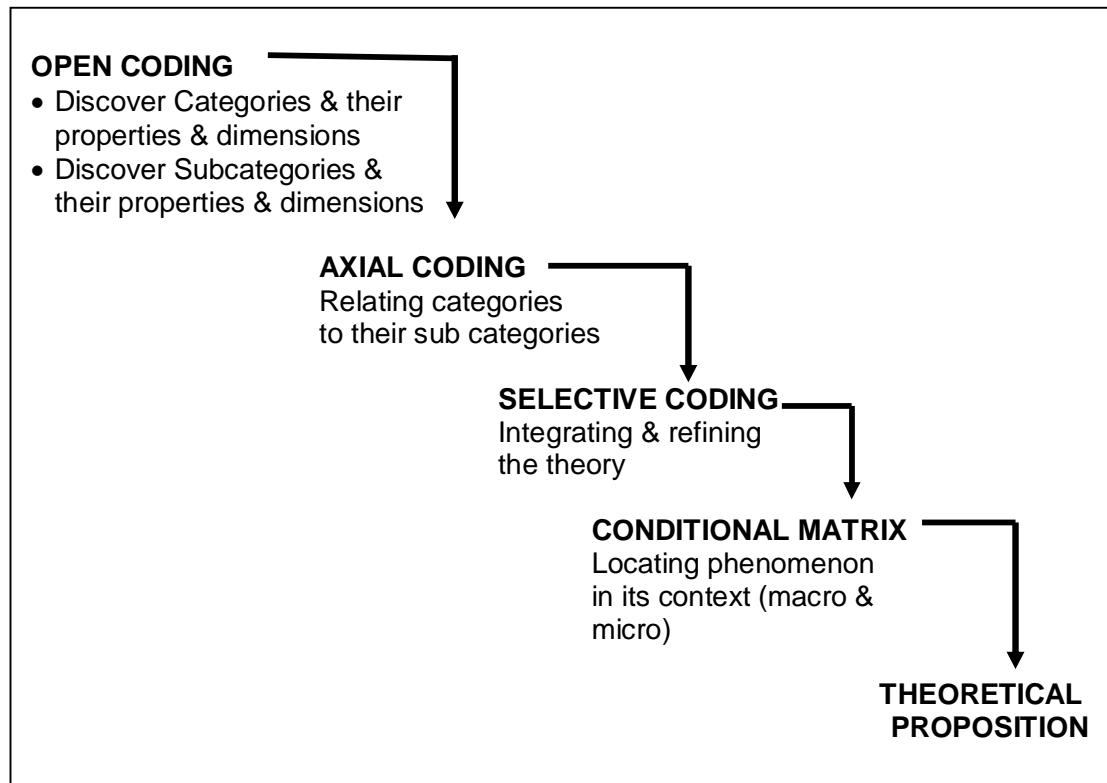 OPEN CODING
• Discover Categories & their
properties & dimensions
• Discover Subcategories &
their properties & dimensions
AXIAL CODING
Relating categories
to their sub categories
SELECTIVE CODING
Integrating & refining
the theory
CONDITIONAL MATRIX
Locating phenomenon
in its context (macro &
micro)
THEORETICAL
PROPOSITION